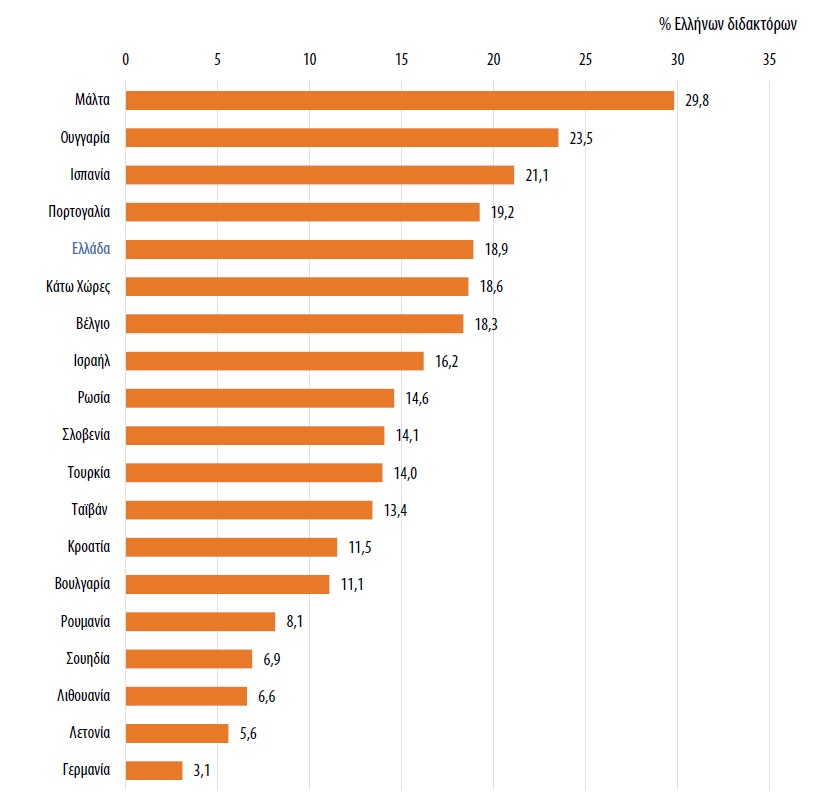 % Ελλήνων διδακτόρων
0 5 10 15 20 25 30 35
Μάλτα 29,8
Ουγγαρία 23,5
Ισπανία 21,1
Πορτογαλία 19,2
Ελλάδα 18,9
Κάτω Χώρες 18,6
Βέλγιο 18,3
Ισραήλ 16,2
Ρωσία 14,6
Σλοβενία 14,1
Τουρκία 14,0
Ταϊβάν 13,4
Κροατία 11,5
Βουλγαρία 11,1
Ρουμανία 8,1
Σουηδία 6,9
Λιθουανία 6,6
Λετονία 5,6
Γερμανία 3,1